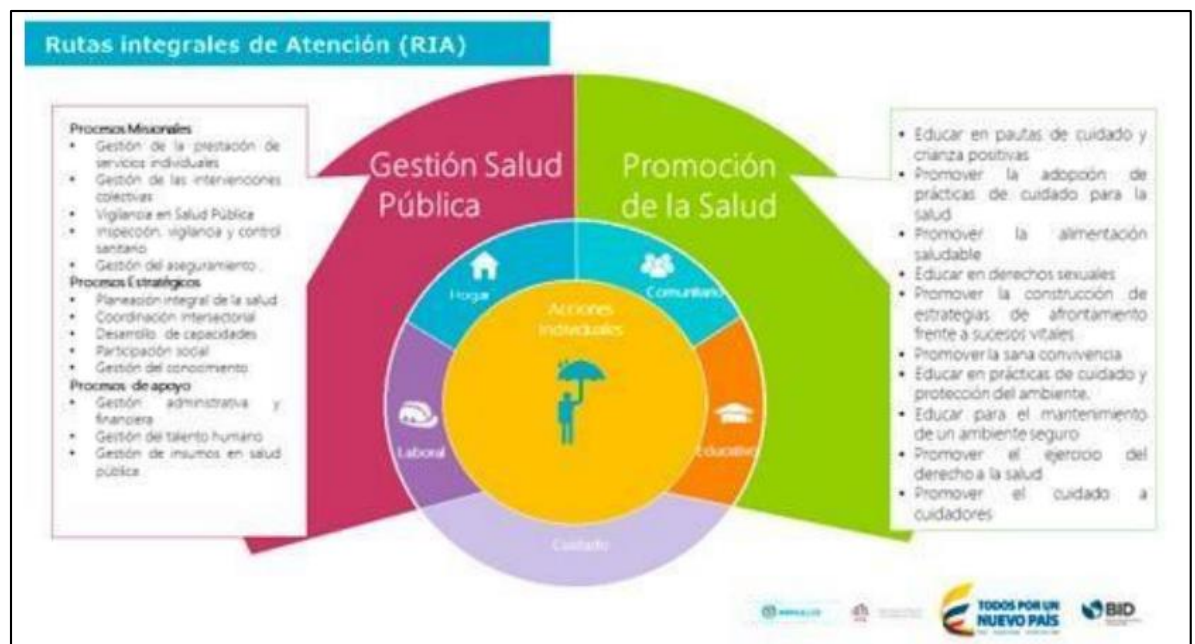 Rutas integrales de Atención (RIA)
Procesos Misionales
• Gestión de la prestación de
servicios individuales
• Gestión de las intervenciones
colectivas
• Vigilancia en Salud Pública
• Inspección, vigilancia y control
sanitario
• Gestión del aseguramiento .
Procesos Estratégicos
• Planeación integral de la salud
• Coordinación intersectorial
• Desarrollo de capacidades
• Participación social
• Gestión del conocimiento
Procesos de apoyo
• Gestión administrativa y
financiera
• Gestión del talento humano
• Gestión de insumos en salud
pública
Gestión Salud
Pública
Promoción
de la Salud
Hogar
Comunitario
Acciones
Individuales
Laboral
Educativo
Cuidado
• Educar en pautas de cuidado y
crianza positivas
• Promover la adopción de
prácticas de cuidado para la
salud
• Promover la alimentación
saludable
• Educar en derechos sexuales
• Promover la construcción de
estrategias de afrontamiento
frente a sucesos vitales
• Promover la sana convivencia
• Educar en prácticas de cuidado y
protección del ambiente.
• Educar para el mantenimiento
de un ambiente seguro
• Promover el ejercicio del
derecho a la salud
• Promover el cuidado a
cuidadores
TODOS POR UN
NUEVO PAÍS
BID